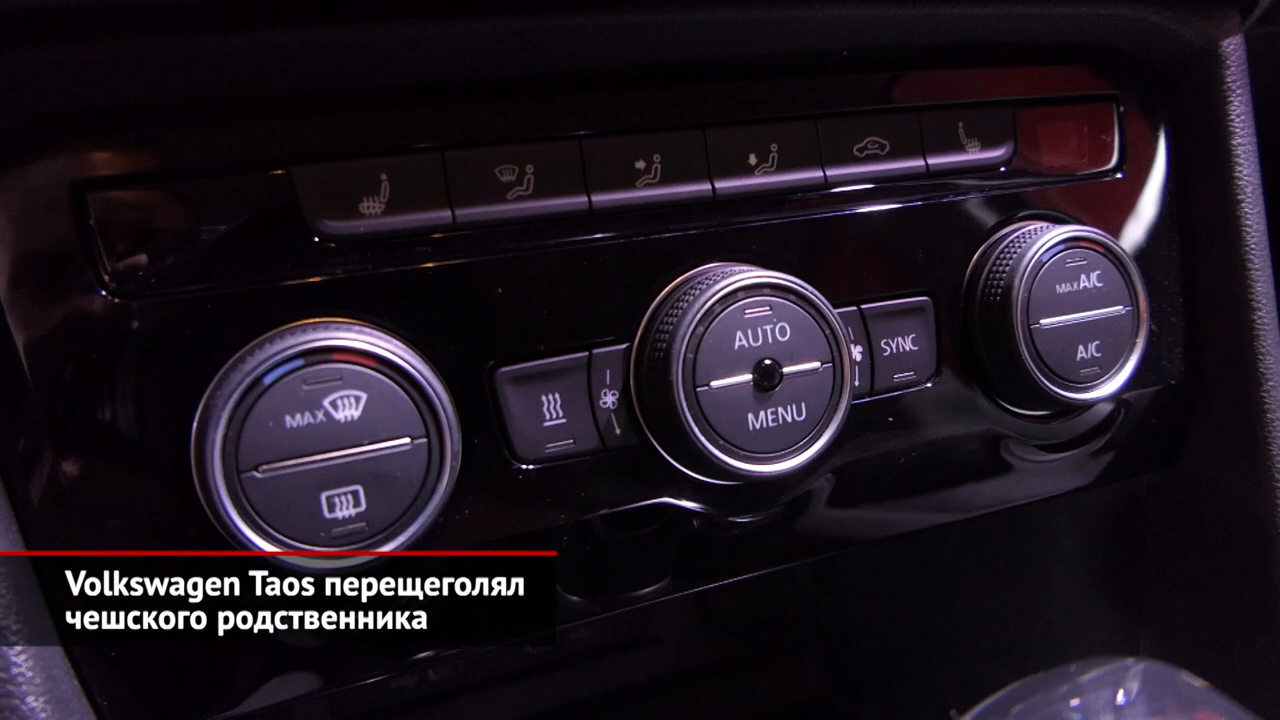 MAX
AUTO
MENU
SYNC
MAX A/C
A/C
Volkswagen Taos перещеголял
чешского родственника